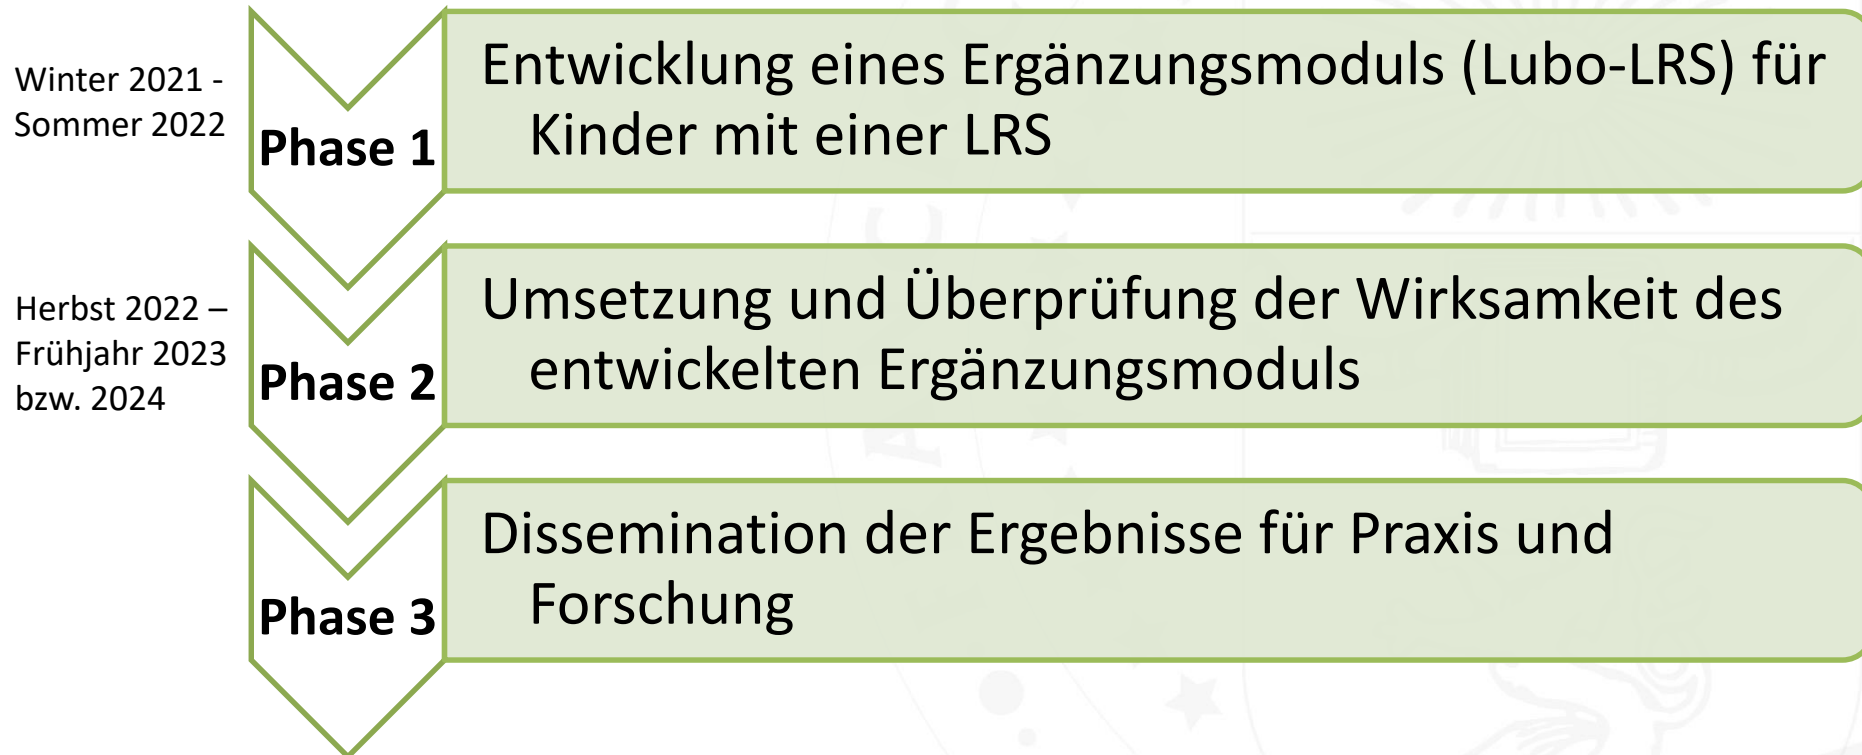 Winter 2021 -
Sommer 2022
Phase 1
Entwicklung eines Ergänzungsmoduls (Lubo-LRS) für
Kinder mit einer LRS
Herbst 2022 –
Frühjahr 2023
bzw. 2024
Phase 2
Umsetzung und Überprüfung der Wirksamkeit des
entwickelten Ergänzungsmoduls
Phase 3
Dissemination der Ergebnisse für Praxis und
Forschung